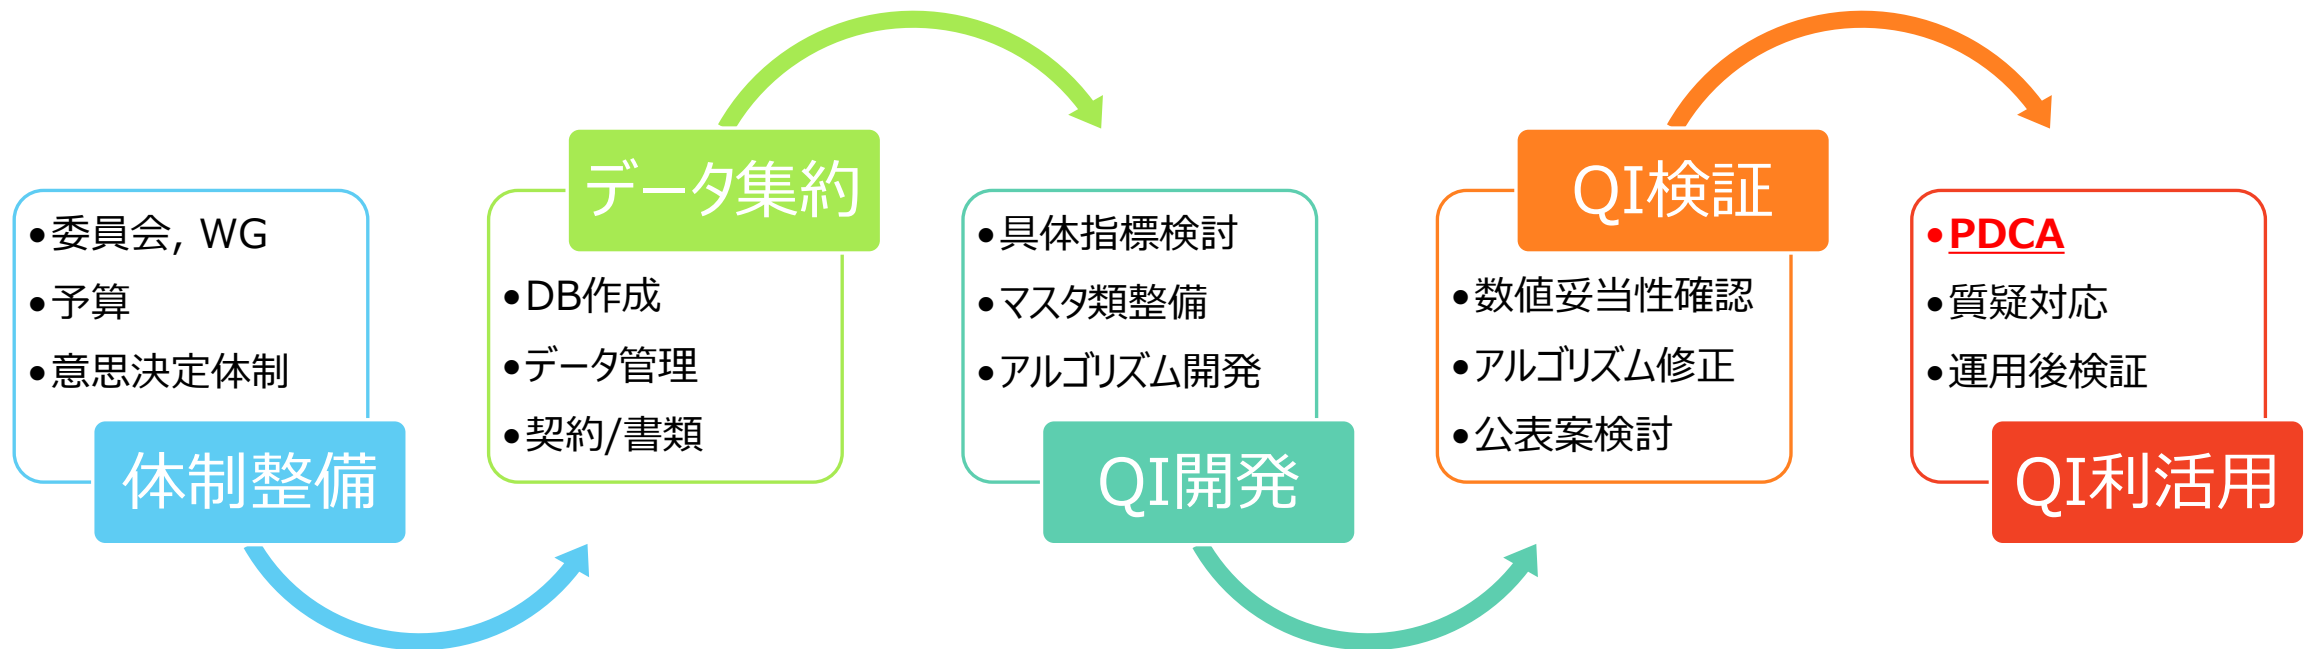 •委員会, WG
•予算
•意思決定体制
体制整備
データ集約
•DB作成
•データ管理
•契約/書類
•具体指標検討
•マスタ類整備
•アルゴリズム開発
QI開発
QI検証
•数値妥当性確認
•アルゴリズム修正
•公表案検討
•PDCA
•質疑対応
•運用後検証
QI利活用